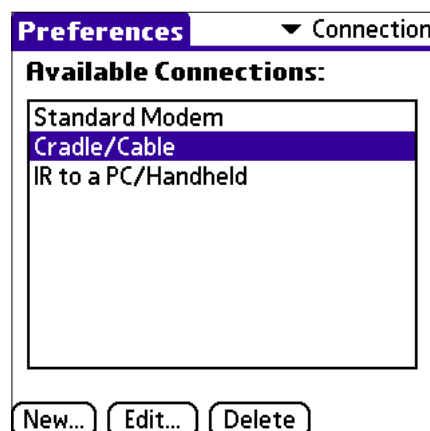 Preferences ▼ Connection
Available Connections:
Standard Modem
Cradle/Cable
IR to a PC/Handheld
New... Edit... Delete